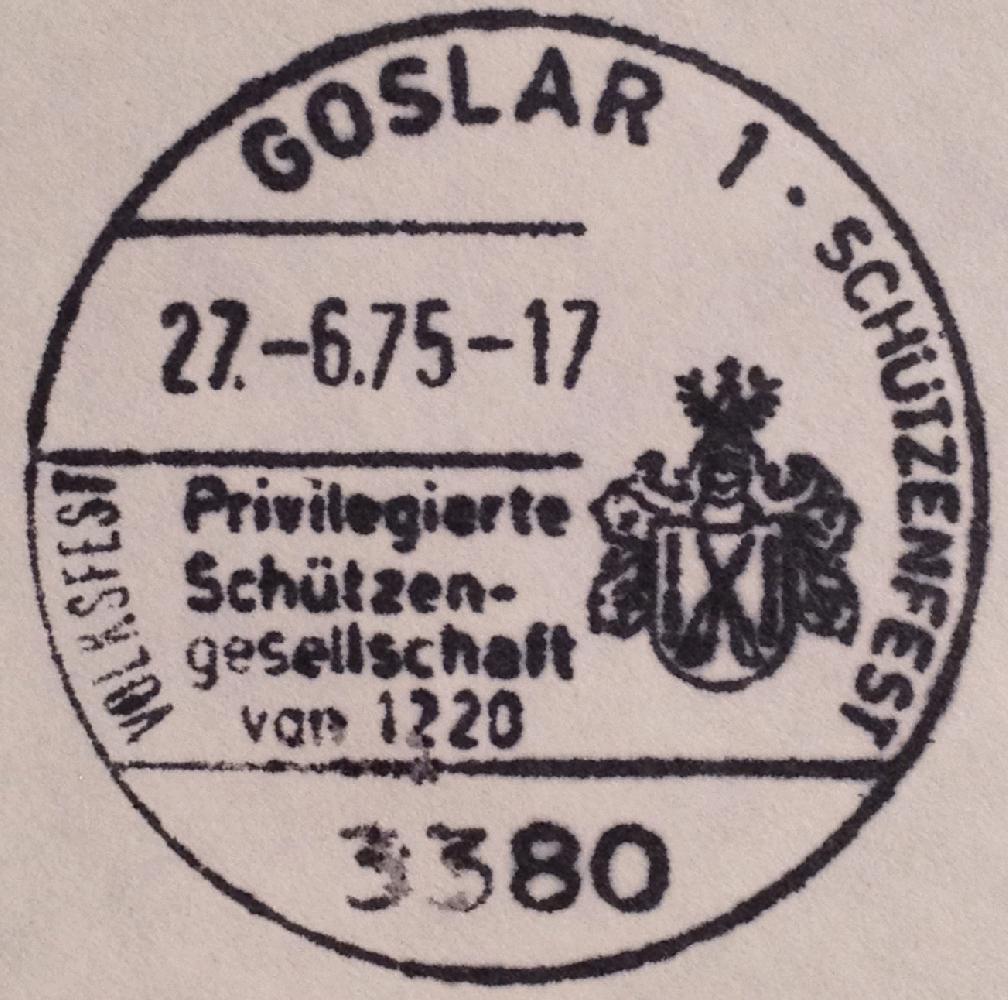 GOSLAR 1 · SCHÜTZENFEST
27.-6.75-17
VOLKSFEST
Privilegierte
Schützen-
gesellschaft
von 1220
3380